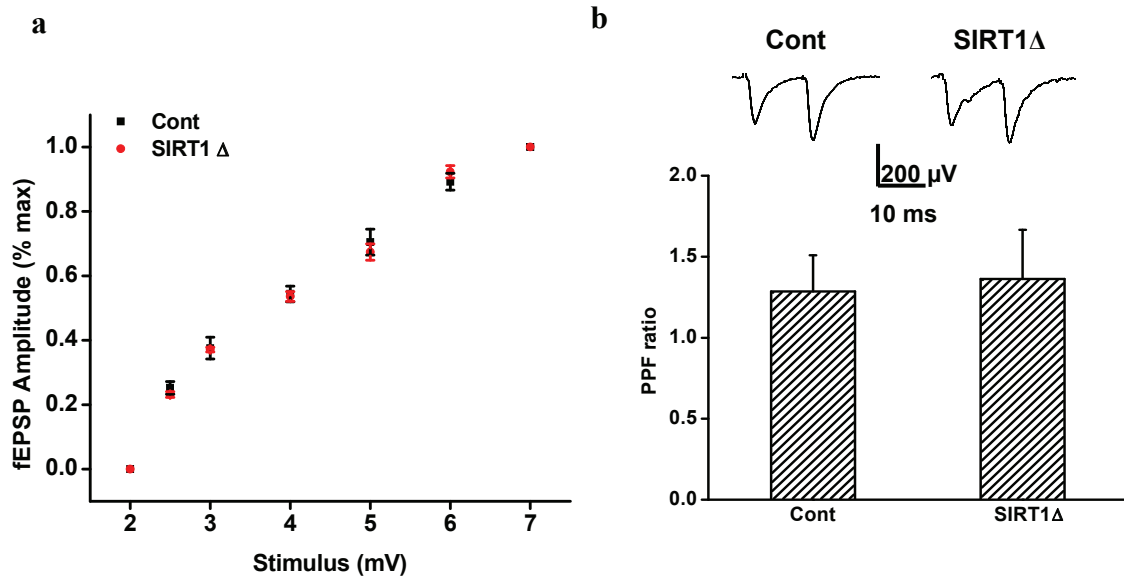 a
Cont
SIRT1 Δ
fEPSP Amplitude (% max)
1.0
0.8
0.6
0.4
0.2
0.0
2 3 4 5 6 7
Stimulus (mV)
b
Cont SIRT1Δ
200 µV
10 ms
PPF ratio
2.0
1.5
1.0
0.5
0.0
Cont SIRT1Δ